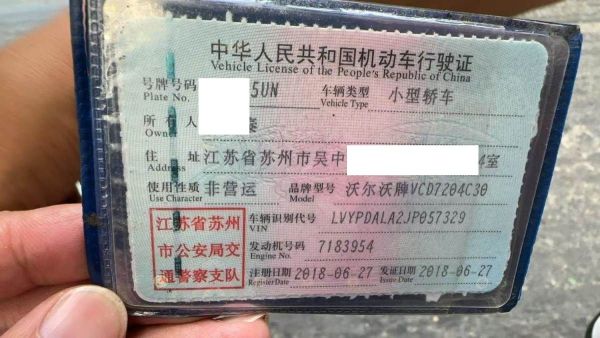 中华人民共和国机动车行驶证
Vehicle License of the People's Republic of China
号牌号码 5UN 车辆类型 小型轿车
Plate No. Vehicle Type
所有人
Owner
住址 江苏省苏州市吴中 室
Address
使用性质 非营运 品牌型号 沃尔沃牌VCD7204C30
Use Character Model
江苏省苏州
市公安局交
通警察支队
车辆识别代号 LVYPDALA2JP057329
VIN
发动机号码 7183954
Engine No.
注册日期 2018-06-27 发证日期 2018-06-27
Register Date Issue Date